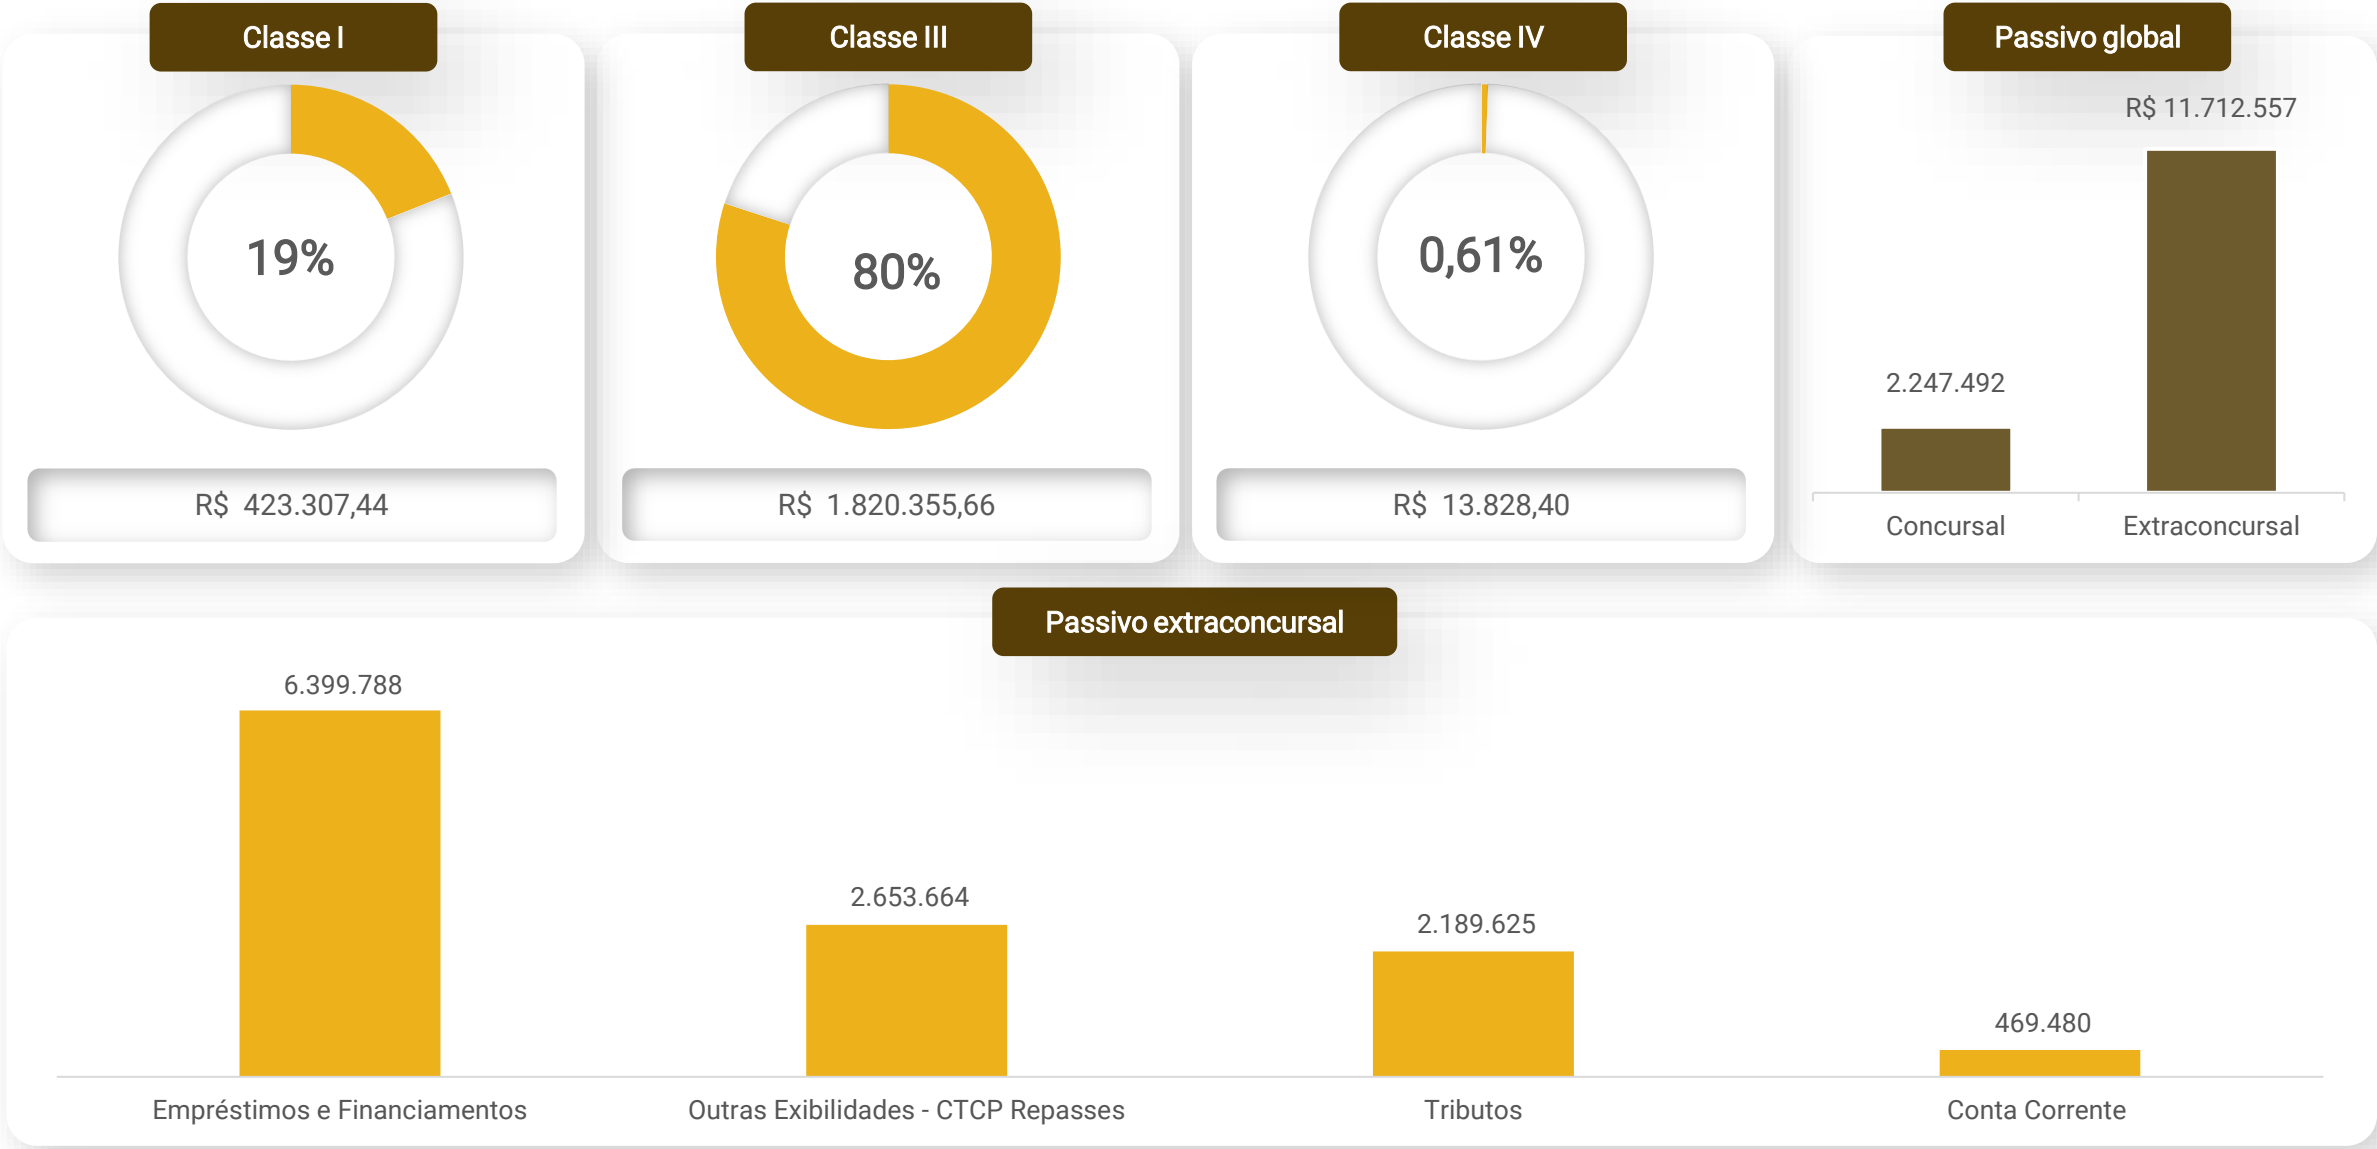 Classe I
19%
R$ 423.307,44
Classe III
80%
R$ 1.820.355,66
Classe IV
0,61%
R$ 13.828,40
Passivo global
R$ 11.712.557
2.247.492
Concursal
Extraconcursal
Passivo extraconcursal
6.399.788
2.653.664
2.189.625
469.480
Empréstimos e Financiamentos
Outras Exibilidades - CTCP Repasses
Tributos
Conta Corrente